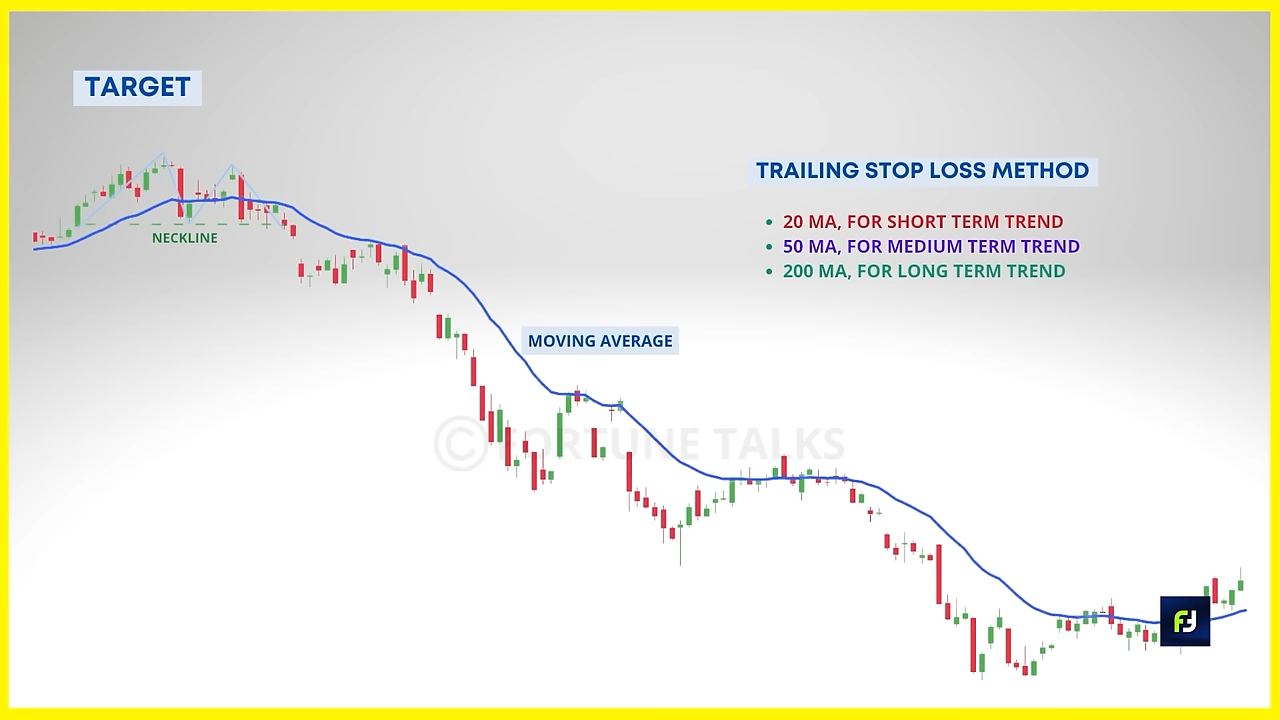 TARGET
TRAILING STOP LOSS METHOD
20 MA, FOR SHORT TERM TREND
50 MA, FOR MEDIUM TERM TREND
200 MA, FOR LONG TERM TREND
NECKLINE
MOVING AVERAGE
© FORTUNE TALKS